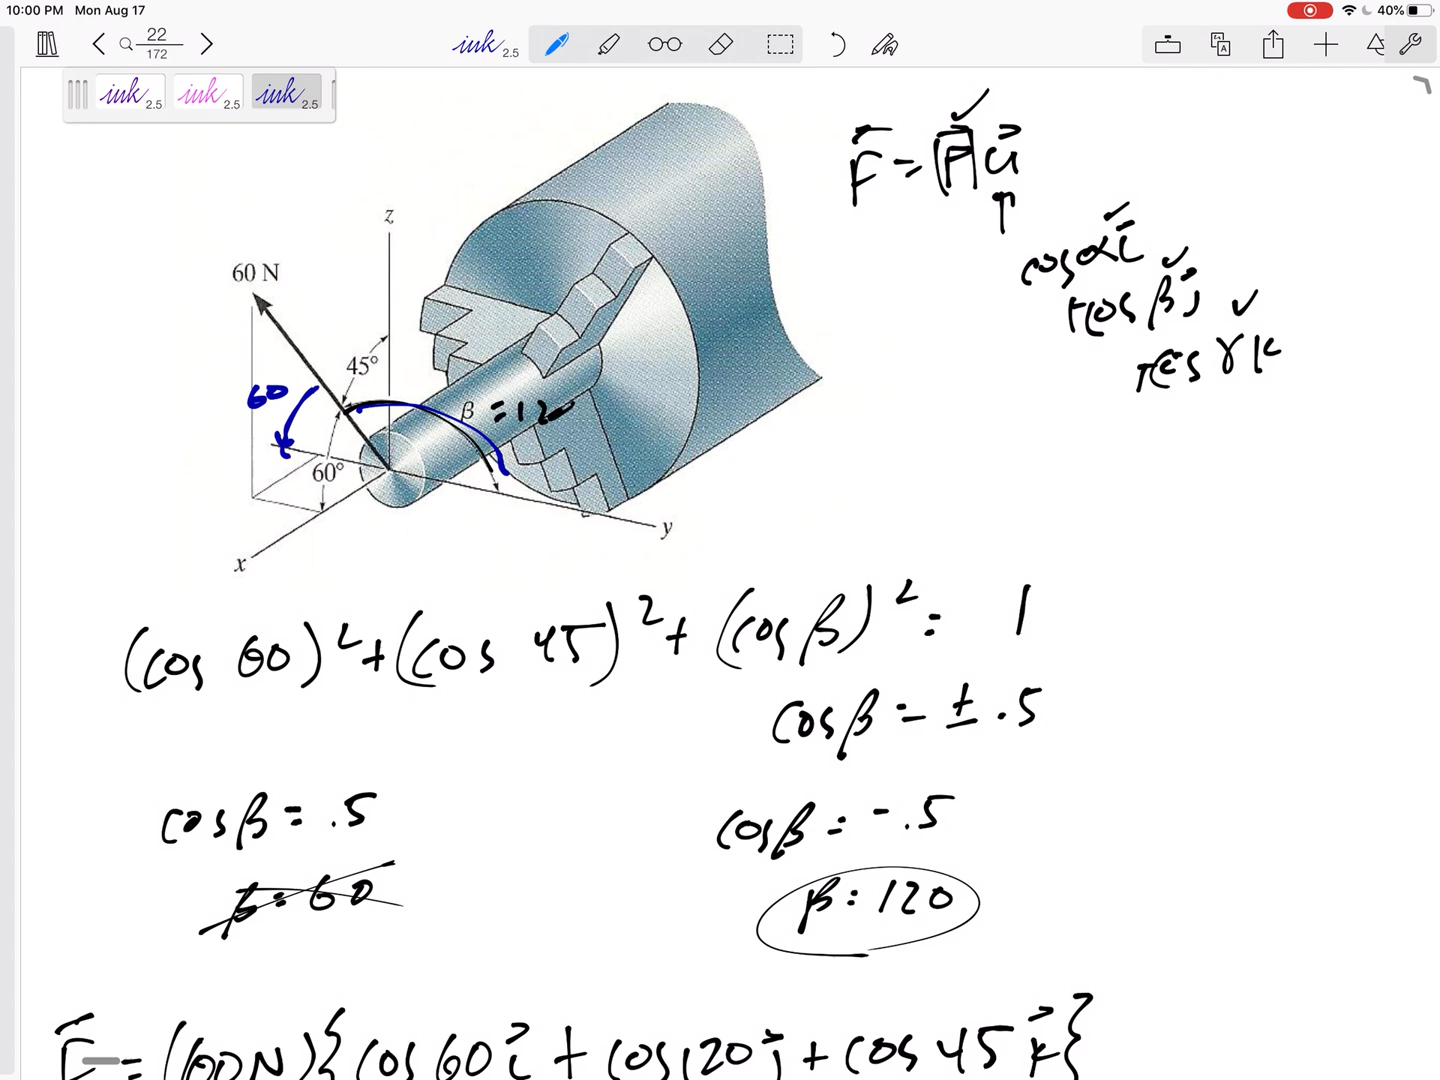 10:00 PM Mon Aug 17
40%
22
172
ink 2.5
ink 2.5 ink 2.5 ink 2.5
F = |F| u
cos α i
+cos β j
+cos γ k
z
60 N
45°
60
β = 120
60°
y
x
(cos 60)² + (cos 45)² + (cos β)² = 1
cos β = ± .5
cos β = .5
cos β = -.5
β = 60
β = 120
F = (60N){cos 60 i + cos 120 j + cos 45 k}